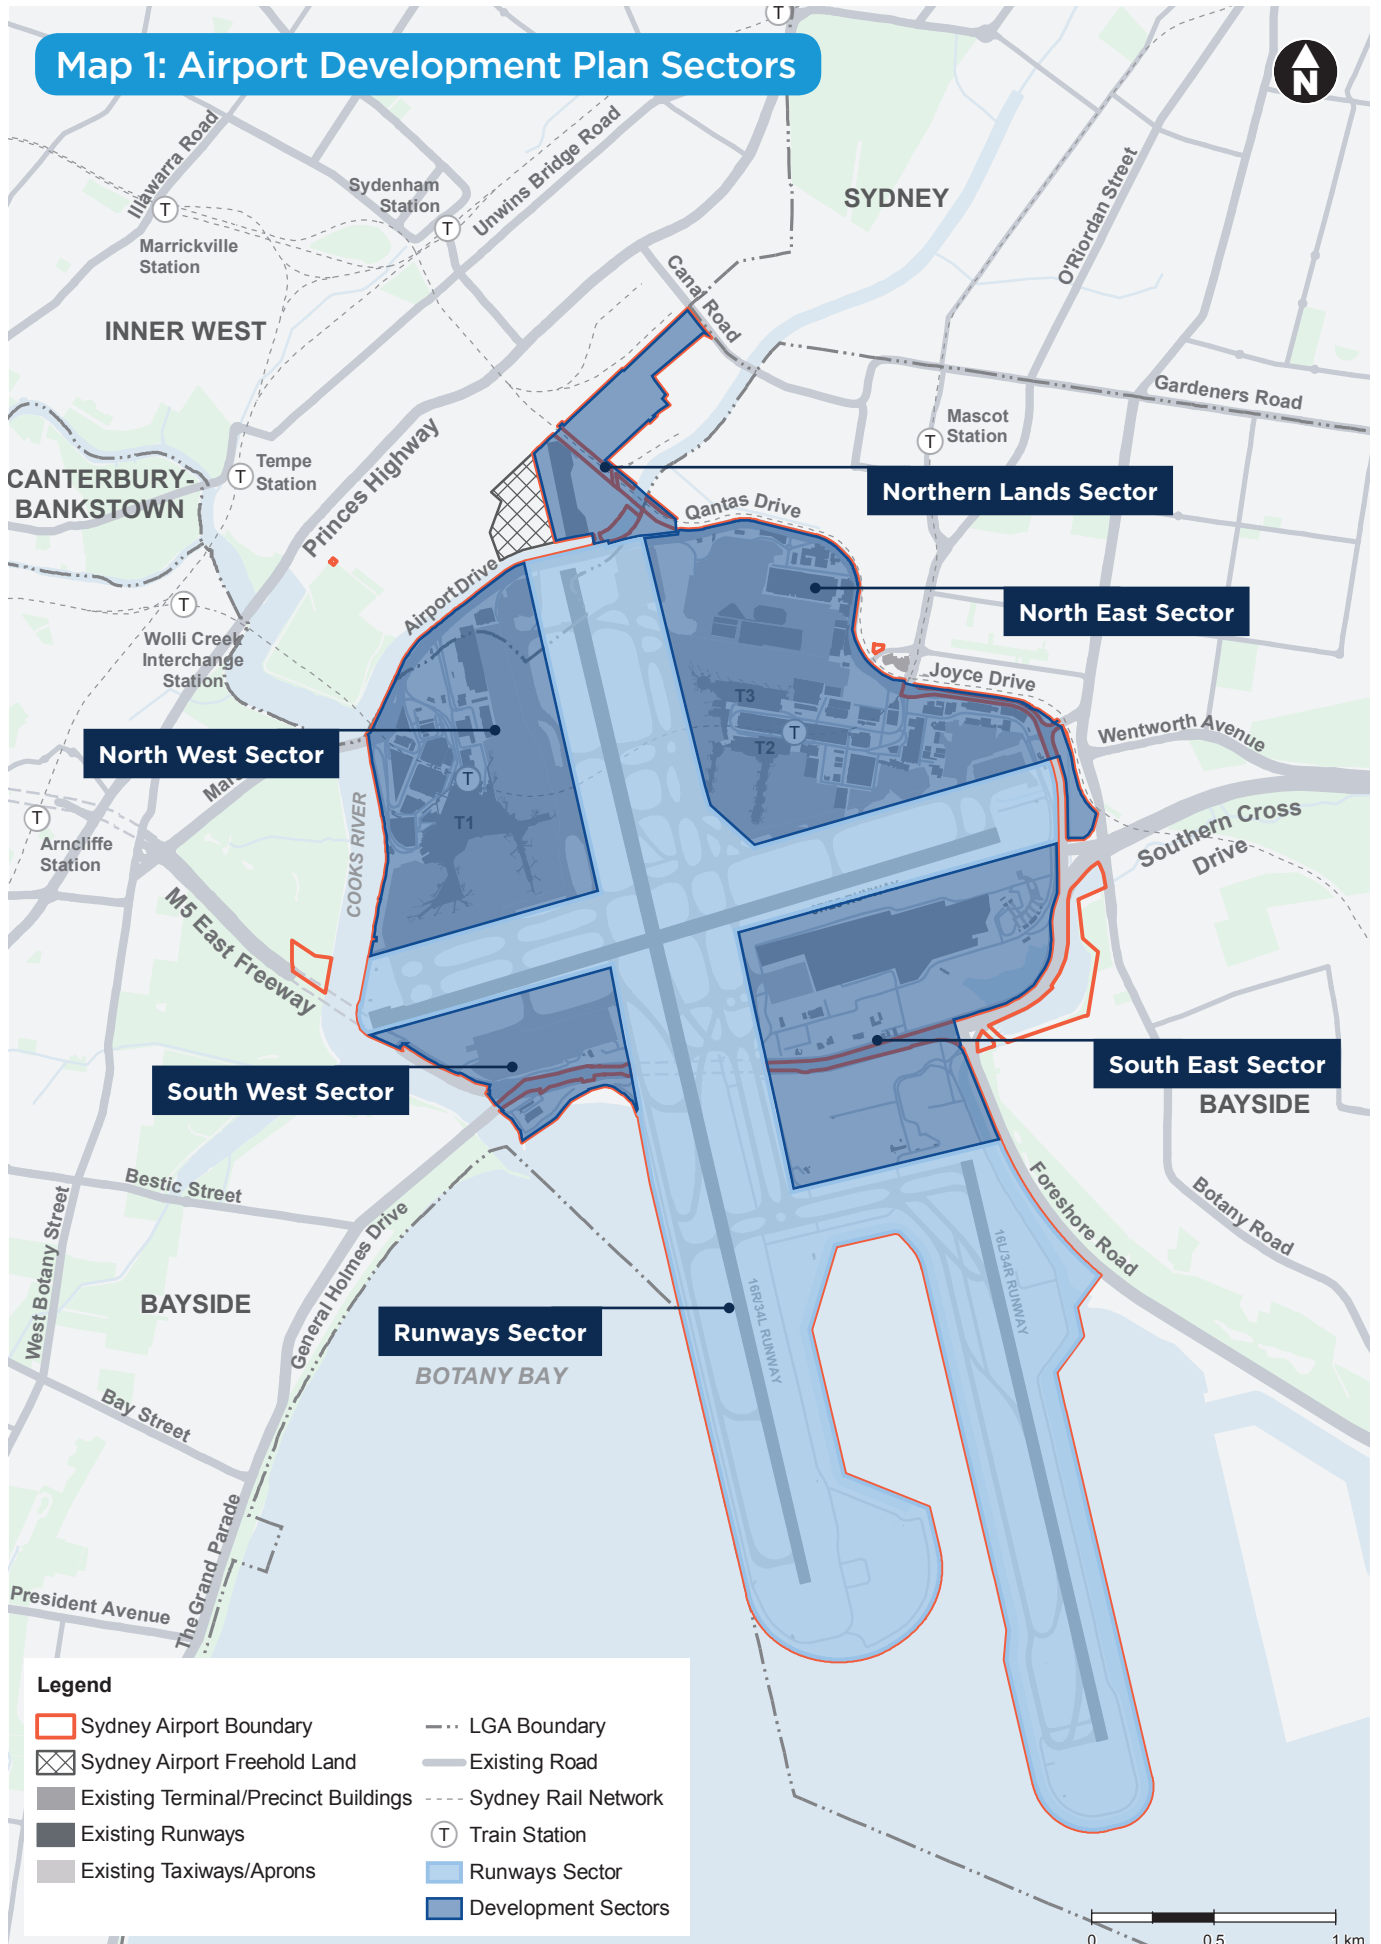 Map 1: Airport Development Plan Sectors
N
T
Illawarra Road
Sydenham
Station
T
Unwins Bridge Road
SYDNEY
O'Riordan Street
T
Marrickville
Station
Canal Road
INNER WEST
Gardeners Road
Mascot
Station
T
Princes Highway
Tempe
Station
T
CANTERBURY-
BANKSTOWN
Northern Lands Sector
Qantas Drive
Airport Drive
North East Sector
T
Wolli Creek
Interchange
Station
Joyce Drive
T3
T
T2
Wentworth Avenue
North West Sector
T
T1
COOKS RIVER
T
Arncliffe
Station
Southern Cross
Drive
M5 East Freeway
South East Sector
South West Sector
BAYSIDE
Bestic Street
West Botany Street
General Holmes Drive
Foreshore Road
Botany Road
16L/34R RUNWAY
16R/34L RUNWAY
BAYSIDE
Runways Sector
BOTANY BAY
Bay Street
The Grand Parade
President Avenue
Legend
Sydney Airport Boundary
Sydney Airport Freehold Land
Existing Terminal/Precinct Buildings
Existing Runways
Existing Taxiways/Aprons
LGA Boundary
Existing Road
Sydney Rail Network
T Train Station
Runways Sector
Development Sectors
0 0.5 1 km